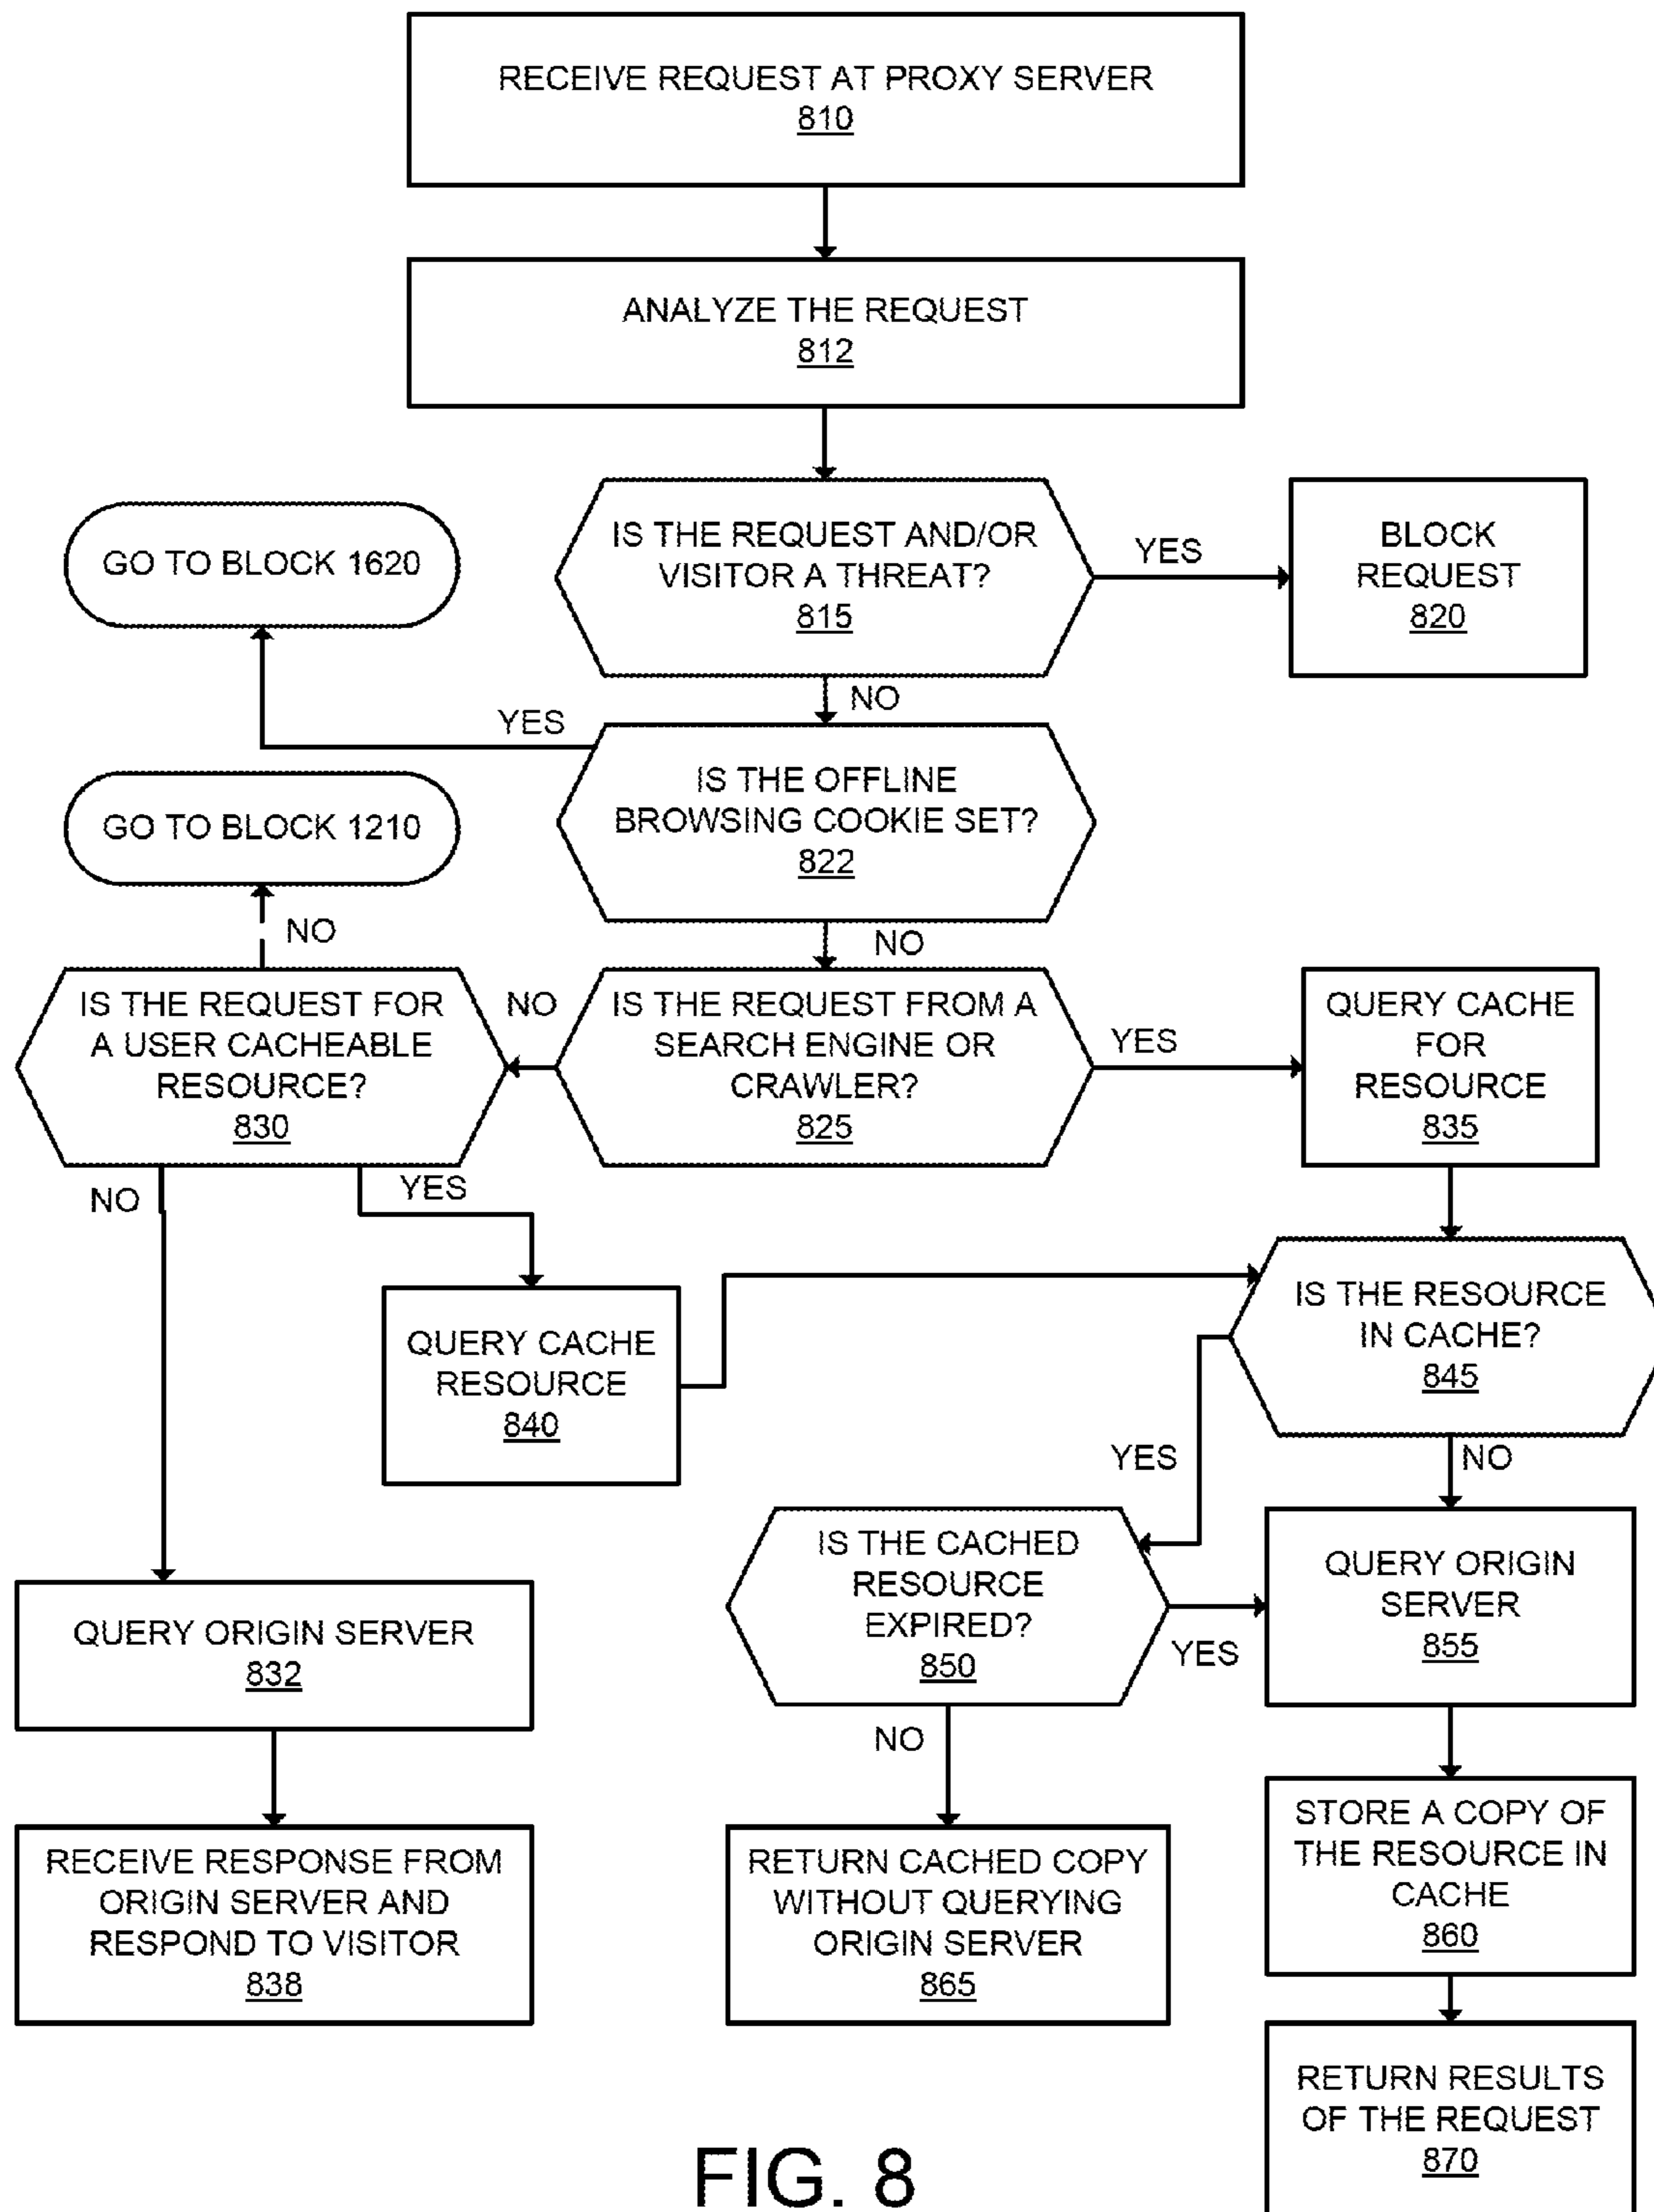 RECEIVE REQUEST AT PROXY SERVER
810
ANALYZE THE REQUEST
812
IS THE REQUEST AND/OR
VISITOR A THREAT?
815
YES
BLOCK
REQUEST
820
GO TO BLOCK 1620
NO
YES
IS THE OFFLINE
BROWSING COOKIE SET?
822
GO TO BLOCK 1210
NO
NO
IS THE REQUEST FOR
A USER CACHEABLE
RESOURCE?
830
NO
IS THE REQUEST FROM A
SEARCH ENGINE OR
CRAWLER?
825
YES
QUERY CACHE
FOR
RESOURCE
835
NO
YES
QUERY CACHE
RESOURCE
840
IS THE RESOURCE
IN CACHE?
845
YES
NO
IS THE CACHED
RESOURCE
EXPIRED?
850
YES
QUERY ORIGIN
SERVER
855
QUERY ORIGIN SERVER
832
NO
RECEIVE RESPONSE FROM
ORIGIN SERVER AND
RESPOND TO VISITOR
838
RETURN CACHED COPY
WITHOUT QUERYING
ORIGIN SERVER
865
STORE A COPY OF
THE RESOURCE IN
CACHE
860
RETURN RESULTS
OF THE REQUEST
870
FIG. 8